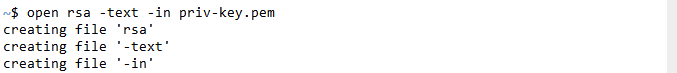 ~$ open rsa -text -in priv-key.pem
creating file 'rsa'
creating file '-text'
creating file '-in'